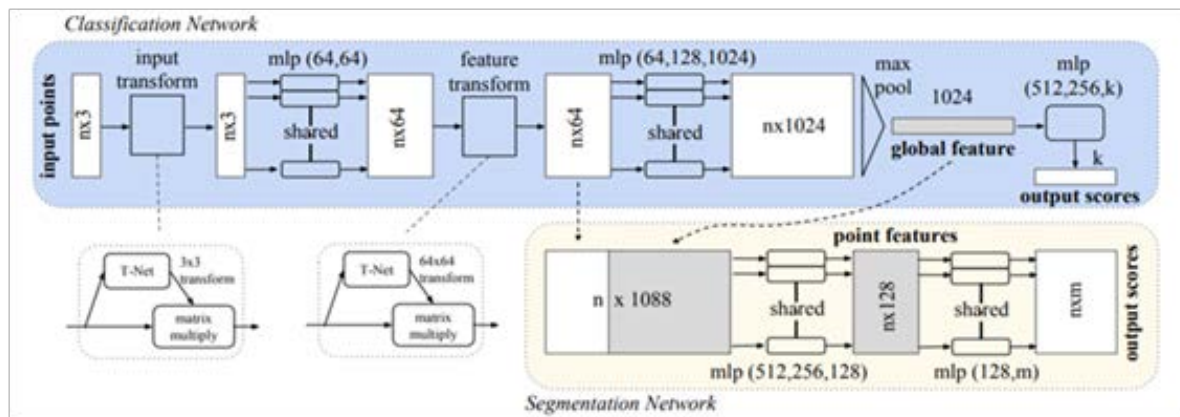 Classification Network
input points
nx3
input
transform
nx3
mlp (64,64)
shared
nx64
feature
transform
nx64
mlp (64,128,1024)
shared
nx1024
max
pool
1024
global feature
mlp
(512,256,k)
k
output scores
T-Net
3x3
transform
matrix
multiply
T-Net
64x64
transform
matrix
multiply
point features
n x 1088
shared
mlp (512,256,128)
nx128
shared
mlp (128,m)
nxm
output scores
Segmentation Network